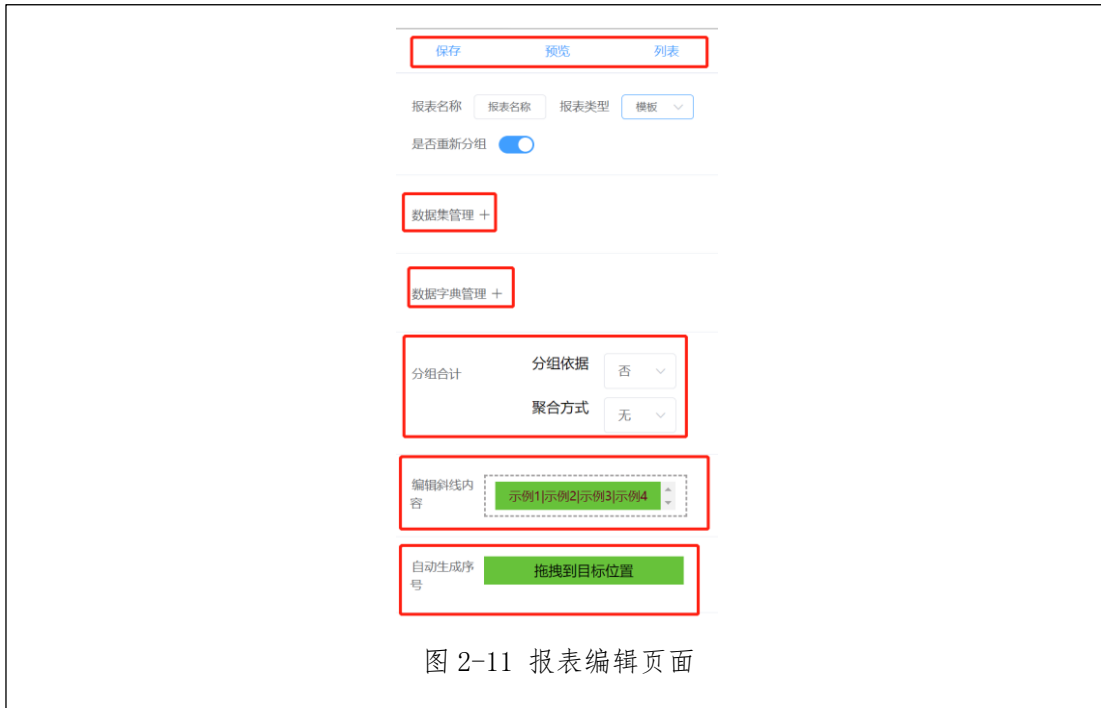 保存 预览 列表
报表名称 报表名称 报表类型 模板
是否重新分组
数据集管理 +
数据字典管理 +
分组依据 否
分组合计
聚合方式 无
编辑斜线内
容
示例1|示例2|示例3|示例4
自动生成序
号
拖拽到目标位置
图 2-11 报表编辑页面